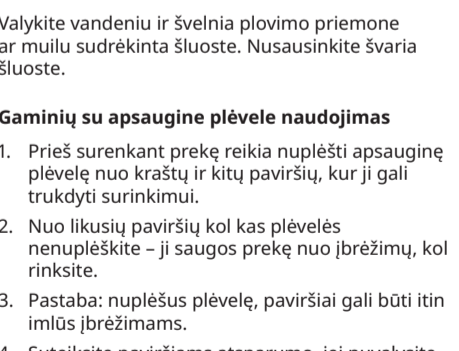 Valykite vandeniu ir švelnia plovimo priemone
ar muilu sudrėkinta šluoste. Nusausinkite švaria
šluoste.
Gaminių su apsaugine plėvele naudojimas
1. Prieš surenkant prekę reikia nuplėšti apsauginę
plėvelę nuo kraštų ir kitų paviršių, kur ji gali
trukdyti surinkimui.
2. Nuo likusių paviršių kol kas plėvelės
nenuplėškite – ji saugos prekę nuo įbrėžimų, kol
rinksite.
3. Pastaba: nuplėšus plėvelę, paviršiai gali būti itin
imlūs įbrėžimams.